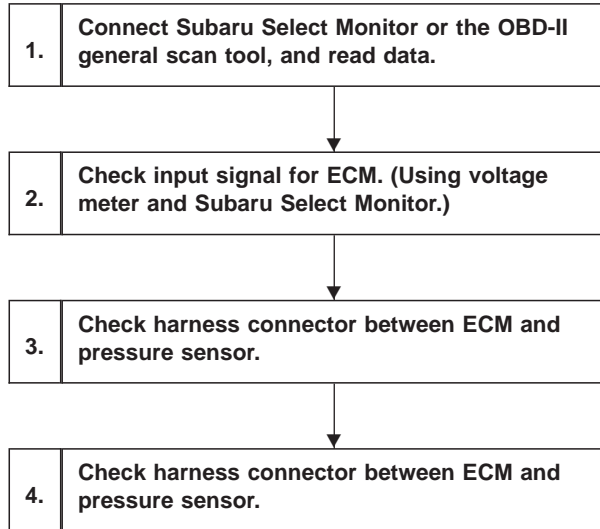 1.
Connect Subaru Select Monitor or the OBD-II
general scan tool, and read data.
2.
Check input signal for ECM. (Using voltage
meter and Subaru Select Monitor.)
3.
Check harness connector between ECM and
pressure sensor.
4.
Check harness connector between ECM and
pressure sensor.